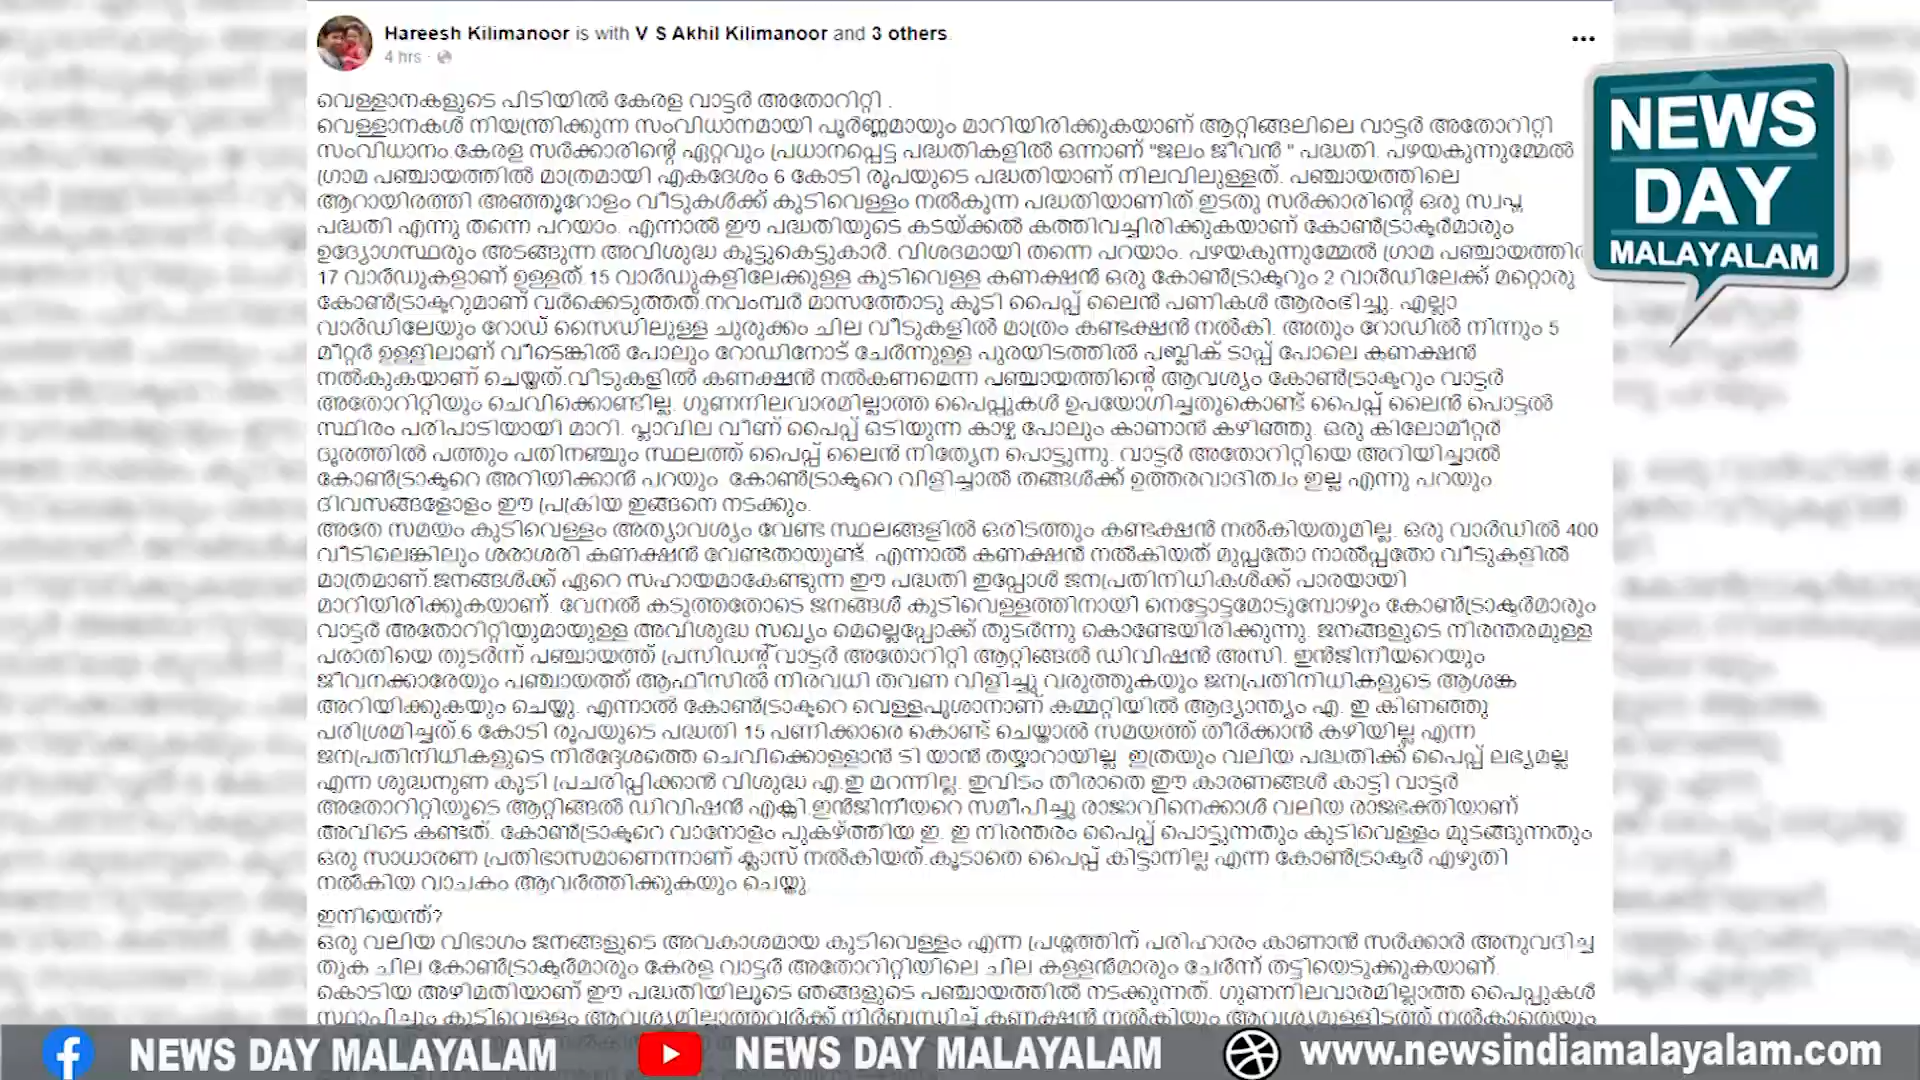 Hareesh Kilimanoor is with V S Akhil Kilimanoor and 3 others
4 hrs
വെള്ളാനകളുടെ പിടിയിൽ കേരള വാട്ടർ അതോറിറ്റി .
വെള്ളാനകൾ നിയന്ത്രിക്കുന്ന സംവിധാനമായി പൂർണ്ണമായും മാറിയിരിക്കുകയാണ് ആറ്റിങ്ങലിലെ വാട്ടർ അതോറിറ്റി
സംവിധാനം.കേരള സർക്കാരിന്റെ ഏറ്റവും പ്രധാനപ്പെട്ട പദ്ധതികളിൽ ഒന്നാണ് "ജലം ജീവൻ " പദ്ധതി. പഴയകുന്നുമ്മേൽ
ഗ്രാമ പഞ്ചായത്തിൽ മാത്രമായി എകദേശം 6 കോടി രൂപയുടെ പദ്ധതിയാണ് നിലവിലുള്ളത്. പഞ്ചായത്തിലെ
ആറായിരത്തി അഞ്ഞൂറോളം വീടുകൾക്ക് കുടിവെള്ളം നൽകുന്ന പദ്ധതിയാണിത് ഇടതു സർക്കാരിന്റെ ഒരു സ്വപ്ന
പദ്ധതി എന്നു തന്നെ പറയാം. എന്നാൽ ഈ പദ്ധതിയുടെ കടയ്ക്കൽ കത്തിവച്ചിരിക്കുകയാണ് കോൺട്രാക്ടർമാരും
ഉദ്യോഗസ്ഥരും അടങ്ങുന്ന അവിശുദ്ധ കൂട്ടുകെട്ടുകാർ. വിശദമായി തന്നെ പറയാം. പഴയകുന്നുമ്മേൽ ഗ്രാമ പഞ്ചായത്തിൽ
17 വാർഡുകളാണ് ഉള്ളത്.15 വാർഡുകളിലേക്കുള്ള കുടിവെള്ള കണക്ഷൻ ഒരു കോൺട്രാക്ടറും 2 വാർഡിലേക്ക് മറ്റൊരു
കോൺട്രാക്ടറുമാണ് വർക്കെടുത്തത്.നവംമ്പർ മാസത്തോടു കൂടി പൈപ്പ് ലൈൻ പണികൾ ആരംഭിച്ചു. എല്ലാ
വാർഡിലേയും റോഡ് സൈഡിലുള്ള ചുരുക്കം ചില വീടുകളിൽ മാത്രം കണ്ടക്ഷൻ നൽകി. അതും റോഡിൽ നിന്നും 5
മീറ്റർ ഉള്ളിലാണ് വീടെങ്കിൽ പോലും റോഡിനോട് ചേർന്നുള്ള പുരയിടത്തിൽ പബ്ലിക് ടാപ്പ് പോലെ കണക്ഷൻ
നൽകുകയാണ് ചെയ്തത്.വീടുകളിൽ കണക്ഷൻ നൽകണമെന്ന പഞ്ചായത്തിന്റെ ആവശ്യം കോൺട്രാക്ടറും വാട്ടർ
അതോറിറ്റിയും ചെവിക്കൊണ്ടില്ല. ഗുണനിലവാരമില്ലാത്ത പൈപ്പുകൾ ഉപയോഗിച്ചതുകൊണ്ട് പൈപ്പ് ലൈൻ പൊട്ടൽ
സ്ഥിരം പരിപാടിയായി മാറി. പ്ലാവില വീണ് പൈപ്പ് ഒടിയുന്ന കാഴ്ച പോലും കാണാൻ കഴിഞ്ഞു. ഒരു കിലോമീറ്റർ
ദൂരത്തിൽ പത്തും പതിനഞ്ചും സ്ഥലത്ത് പൈപ്പ് ലൈൻ നിത്യേന പൊട്ടുന്നു. വാട്ടർ അതോറിറ്റിയെ അറിയിച്ചാൽ
കോൺട്രാക്ടറെ അറിയിക്കാൻ പറയും. കോൺട്രാക്ടറെ വിളിച്ചാൽ തങ്ങൾക്ക് ഉത്തരവാദിത്വം ഇല്ല എന്നു പറയും.
ദിവസങ്ങളോളം ഈ പ്രക്രിയ ഇങ്ങനെ നടക്കും.
അതേ സമയം കുടിവെള്ളം അത്യാവശ്യം വേണ്ട സ്ഥലങ്ങളിൽ ഒരിടത്തും കണ്ടക്ഷൻ നൽകിയതുമില്ല. ഒരു വാർഡിൽ 400
വീടിലെങ്കിലും ശരാശരി കണക്ഷൻ വേണ്ടതായുണ്ട്. എന്നാൽ കണക്ഷൻ നൽകിയത് മുപ്പതോ നാൽപ്പതോ വീടുകളിൽ
മാത്രമാണ്.ജനങ്ങൾക്ക് ഏറെ സഹായമാകേണ്ടുന്ന ഈ പദ്ധതി ഇപ്പോൾ ജനപ്രതിനിധികൾക്ക് പാരയായി
മാറിയിരിക്കുകയാണ്. വേനൽ കടുത്തതോടെ ജനങ്ങൾ കുടിവെള്ളത്തിനായി നെട്ടോട്ടമോടുമ്പോഴും കോൺട്രാക്ടർമാരും
വാട്ടർ അതോറിറ്റിയുമായുള്ള അവിശുദ്ധ സഖ്യം മെല്ലെപ്പോക്ക് തുടർന്നു കൊണ്ടേയിരിക്കുന്നു. ജനങ്ങളുടെ നിരന്തരമുള്ള
പരാതിയെ തുടർന്ന് പഞ്ചായത്ത് പ്രസിഡന്റ് വാട്ടർ അതോറിറ്റി ആറ്റിങ്ങൽ ഡിവിഷൻ അസി. ഇൻജിനീയറെയും
ജീവനക്കാരേയും പഞ്ചായത്ത് ആഫീസിൽ നിരവധി തവണ വിളിച്ചു വരുത്തുകയും ജനപ്രതിനിധികളുടെ ആശങ്ക
അറിയിക്കുകയും ചെയ്തു. എന്നാൽ കോൺട്രാക്ടറെ വെള്ളപൂശാനാണ് കമ്മറ്റിയിൽ ആദ്യാന്ത്യം എ. ഇ കിണഞ്ഞു
പരിശ്രമിച്ചത്.6 കോടി രൂപയുടെ പദ്ധതി 15 പണിക്കാരെ കൊണ്ട് ചെയ്താൽ സമയത്ത് തീർക്കാൻ കഴിയില്ല എന്ന
ജനപ്രതിനിധികളുടെ നിർദ്ദേശത്തെ ചെവിക്കൊള്ളാൻ ടി യാൻ തയ്യാറായില്ല. ഇത്രയും വലിയ പദ്ധതിക്ക് പൈപ്പ് ലഭ്യമല്ല
എന്ന ശുദ്ധനുണ കൂടി പ്രചരിപ്പിക്കാൻ വിശുദ്ധ എ.ഇ മറന്നില്ല. ഇവിടം തീരാതെ ഈ കാരണങ്ങൾ കാട്ടി വാട്ടർ
അതോറിറ്റിയുടെ ആറ്റിങ്ങൽ ഡിവിഷൻ എക്സി.ഇൻജിനീയറെ സമീപിച്ചു രാജാവിനെക്കാൾ വലിയ രാജഭക്തിയാണ്
അവിടെ കണ്ടത്. കോൺട്രാക്ടറെ വാനോളം പുകഴ്ത്തിയ ഇ. ഇ നിരന്തരം പൈപ്പ് പൊട്ടുന്നതും കുടിവെള്ളം മുടങ്ങുന്നതും
ഒരു സാധാരണ പ്രതിഭാസമാണെന്നാണ് ക്ലാസ് നൽകിയത്.കൂടാതെ പൈപ്പ് കിട്ടാനില്ല എന്ന കോൺട്രാക്ടർ എഴുതി
നൽകിയ വാചകം ആവർത്തിക്കുകയും ചെയ്തു.
ഇനിയെന്ത്?
ഒരു വലിയ വിഭാഗം ജനങ്ങളുടെ അവകാശമായ കുടിവെള്ളം എന്ന പ്രശ്നത്തിന് പരിഹാരം കാണാൻ സർക്കാർ അനുവദിച്ച
തുക ചില കോൺട്രാക്ടർമാരും കേരള വാട്ടർ അതോറിറ്റിയിലെ ചില കള്ളൻമാരും ചേർന്ന് തട്ടിയെടുക്കുകയാണ്.
കൊടിയ അഴിമതിയാണ് ഈ പദ്ധതിയിലൂടെ ഞങ്ങളുടെ പഞ്ചായത്തിൽ നടക്കുന്നത്. ഗുണനിലവാരമില്ലാത്ത പൈപ്പുകൾ
സ്ഥാപിച്ചും കുടിവെള്ളം ആവശ്യമില്ലാത്തവർക്ക് നിർബന്ധിച്ച് കണക്ഷൻ നൽകിയും ആവശ്യമുള്ളിടത്ത് നൽകാതെയും
NEWS
DAY
MALAYALAM
NEWS DAY MALAYALAM
NEWS DAY MALAYALAM
www.newsindiamalayalam.com